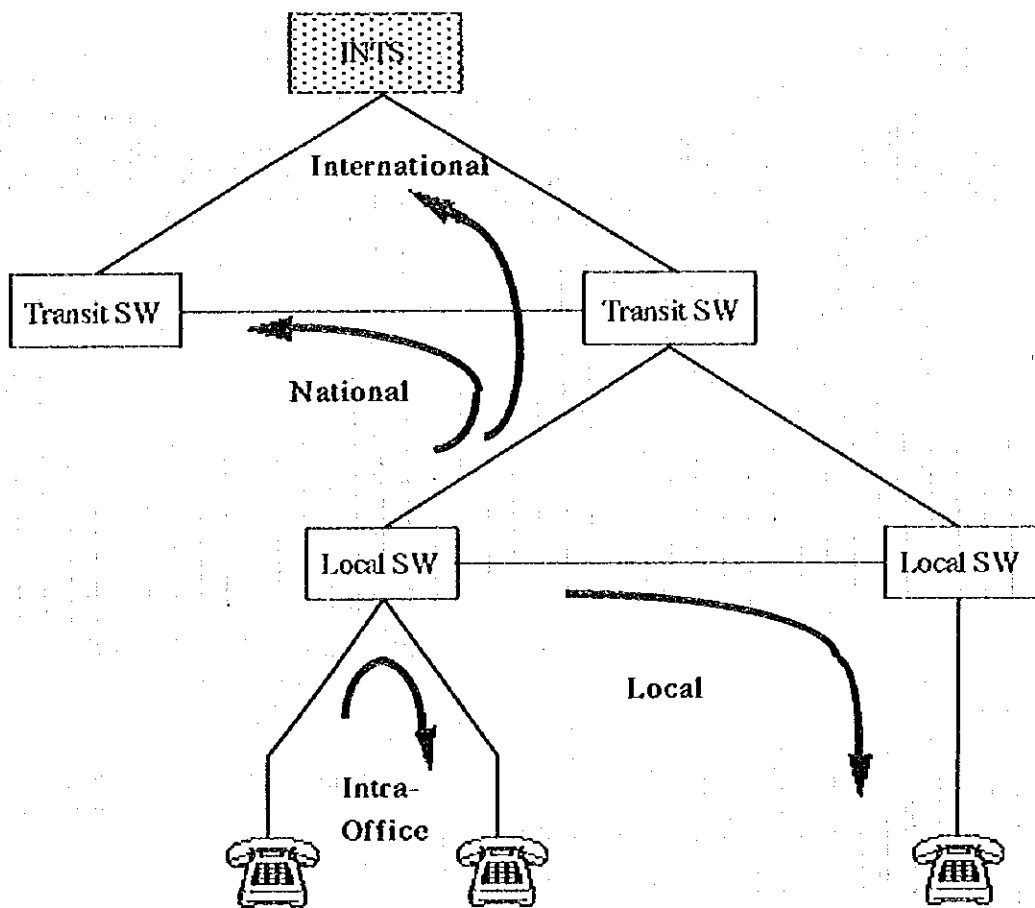 INTS
International
Transit SW
Transit SW
National
Local SW
Local SW
Local
Intra-
Office